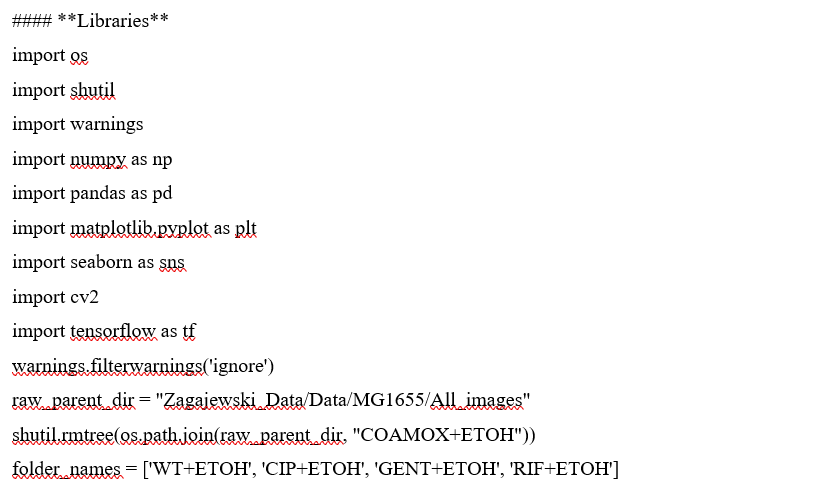 #### **Libraries**
import os
import shutil
import warnings
import numpy as np
import pandas as pd
import matplotlib.pyplot as plt
import seaborn as sns
import cv2
import tensorflow as tf
warnings.filterwarnings('ignore')
raw_parent_dir = "Zagajewski_Data/Data/MG1655/All_images"
shutil.rmtree(os.path.join(raw_parent_dir, "COAMOX+ETOH"))
folder_names = ['WT+ETOH', 'CIP+ETOH', 'GENT+ETOH', 'RIF+ETOH']